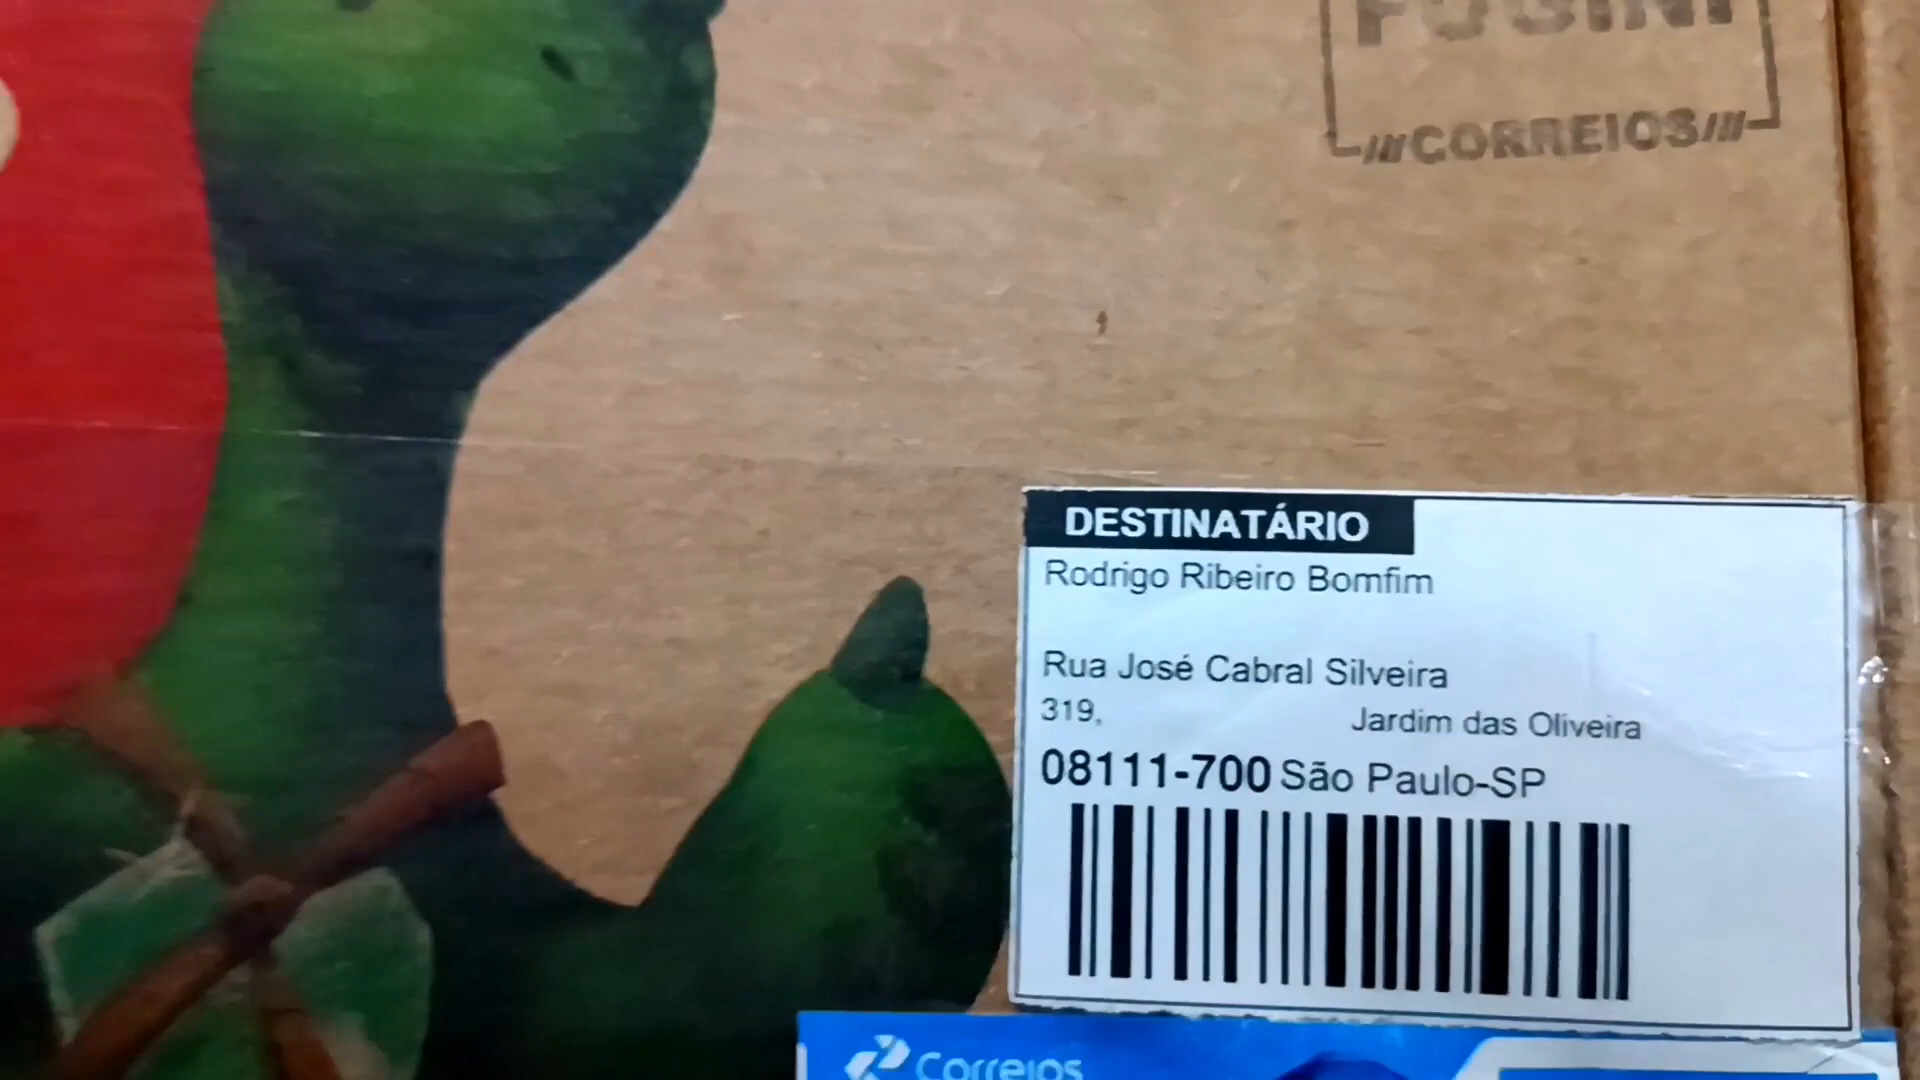 FUGINI
CORREIOS
DESTINATÁRIO
Rodrigo Ribeiro Bomfim
Rua José Cabral Silveira
319, Jardim das Oliveira
08111-700 São Paulo-SP
Correios